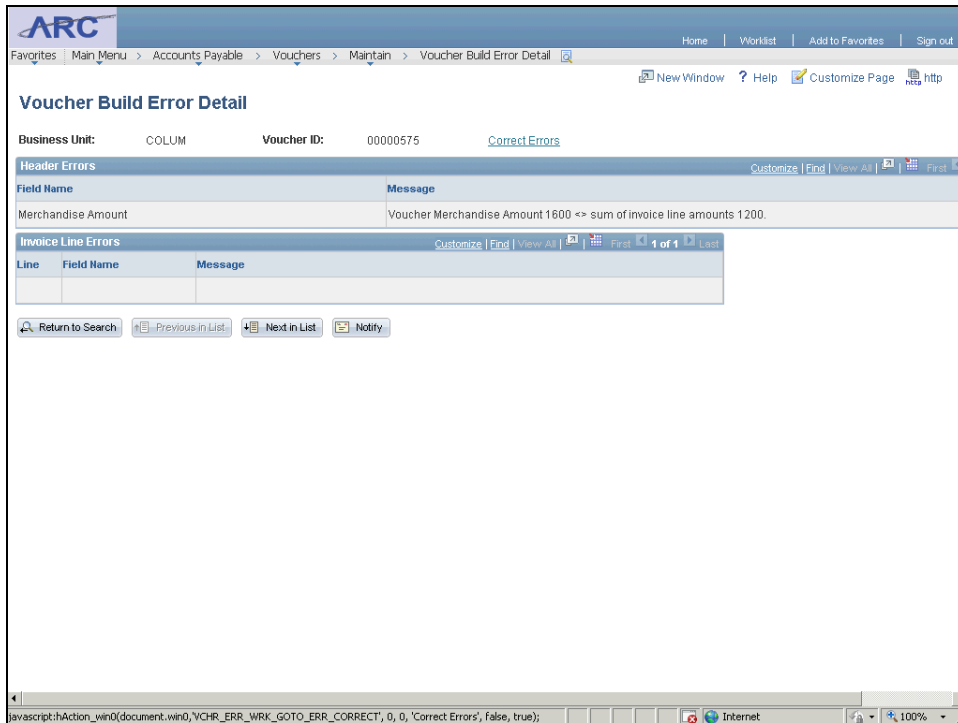 ARC
Home | Worklist | Add to Favorites | Sign out
Favorites Main Menu > Accounts Payable > Vouchers > Maintain > Voucher Build Error Detail
New Window ? Help Customize Page http
Voucher Build Error Detail
Business Unit: COLUM Voucher ID: 00000575 Correct Errors
Header Errors Customize | Find | View All | First
Field Name Message
Merchandise Amount Voucher Merchandise Amount 1600 <> sum of invoice line amounts 1200.
Invoice Line Errors Customize | Find | View All | First 1 of 1 Last
Line Field Name Message
Return to Search Previous in List Next in List Notify
javascript:hAction_win0(document.win0,'VCHR_ERR_WRK_GOTO_ERR_CORRECT', 0, 0, 'Correct Errors', false, true); Internet 100%